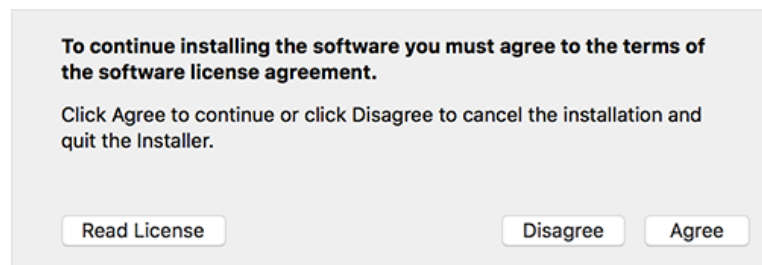 To continue installing the software you must agree to the terms of
the software license agreement.
Click Agree to continue or click Disagree to cancel the installation and
quit the Installer.
Read License
Disagree
Agree